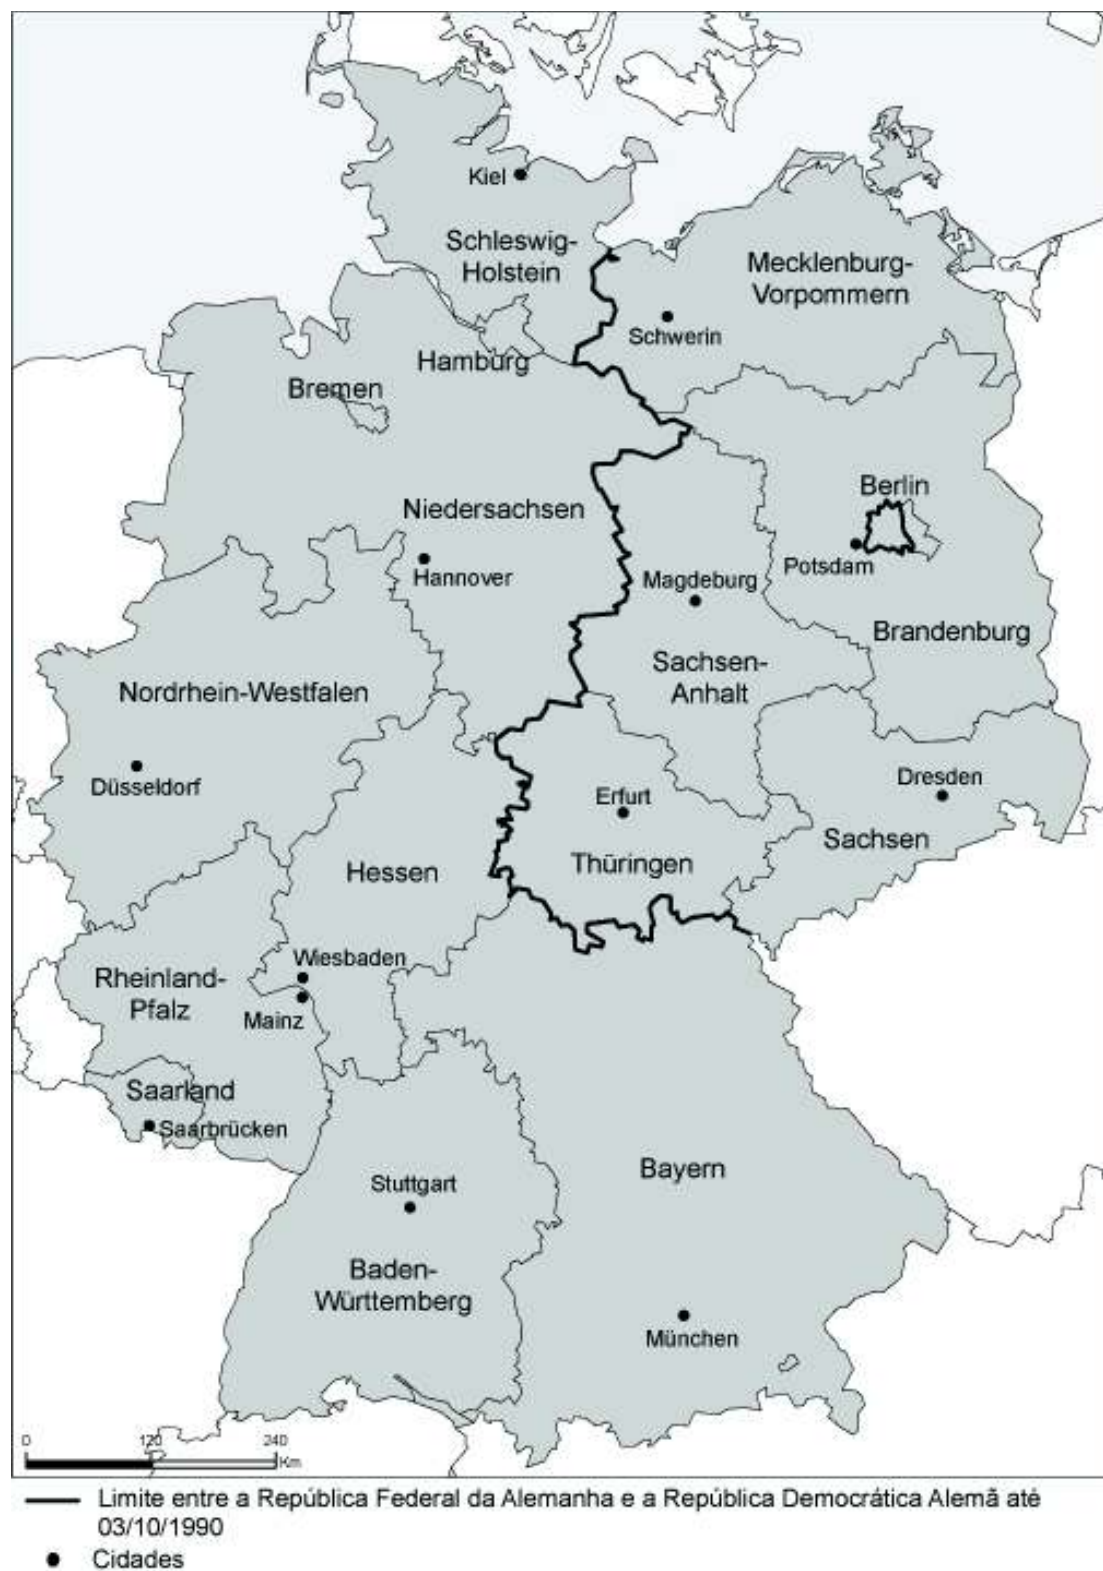 Kiel
Schleswig-
Holstein
Mecklenburg-
Vorpommern
Schwerin
Hamburg
Bremen
Berlin
Niedersachsen
Hannover
Potsdam
Magdeburg
Brandenburg
Sachsen-
Anhalt
Nordrhein-Westfalen
Düsseldorf
Dresden
Erfurt
Sachsen
Thüringen
Hessen
Wiesbaden
Rheinland-
Pfalz
Mainz
Saarland
Saarbrücken
Bayern
Stuttgart
Baden-
Württemberg
München
0 120 240
Km
Limite entre a República Federal da Alemanha e a República Democrática Alemã até
03/10/1990
Cidades